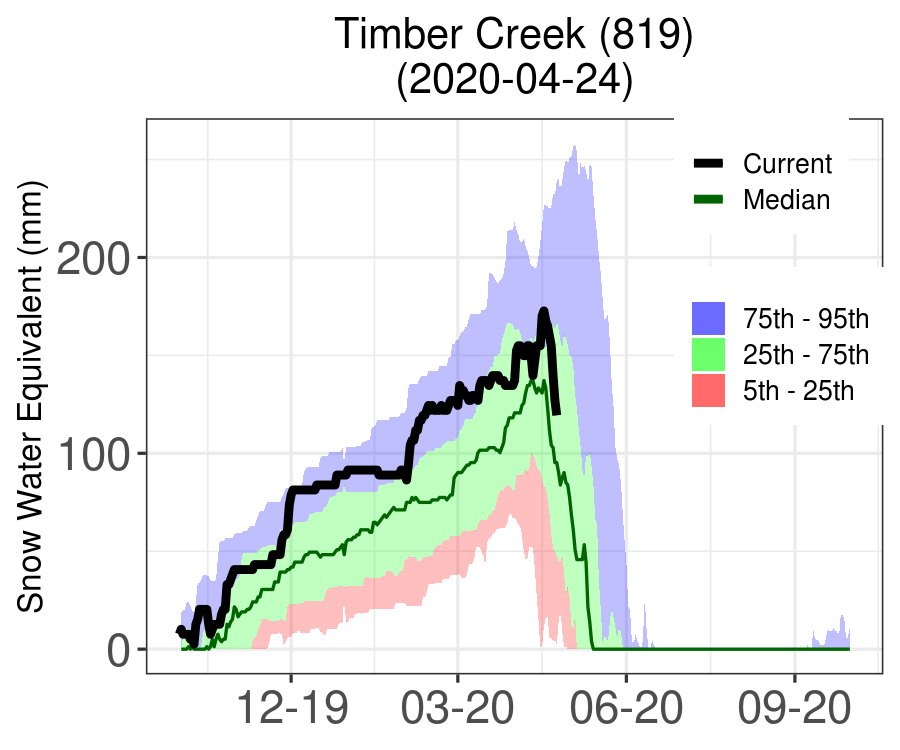 Timber Creek (819)
(2020-04-24)
Snow Water Equivalent (mm)
200
100
0
12-19
03-20
06-20
09-20
Current
Median
75th - 95th
25th - 75th
5th - 25th